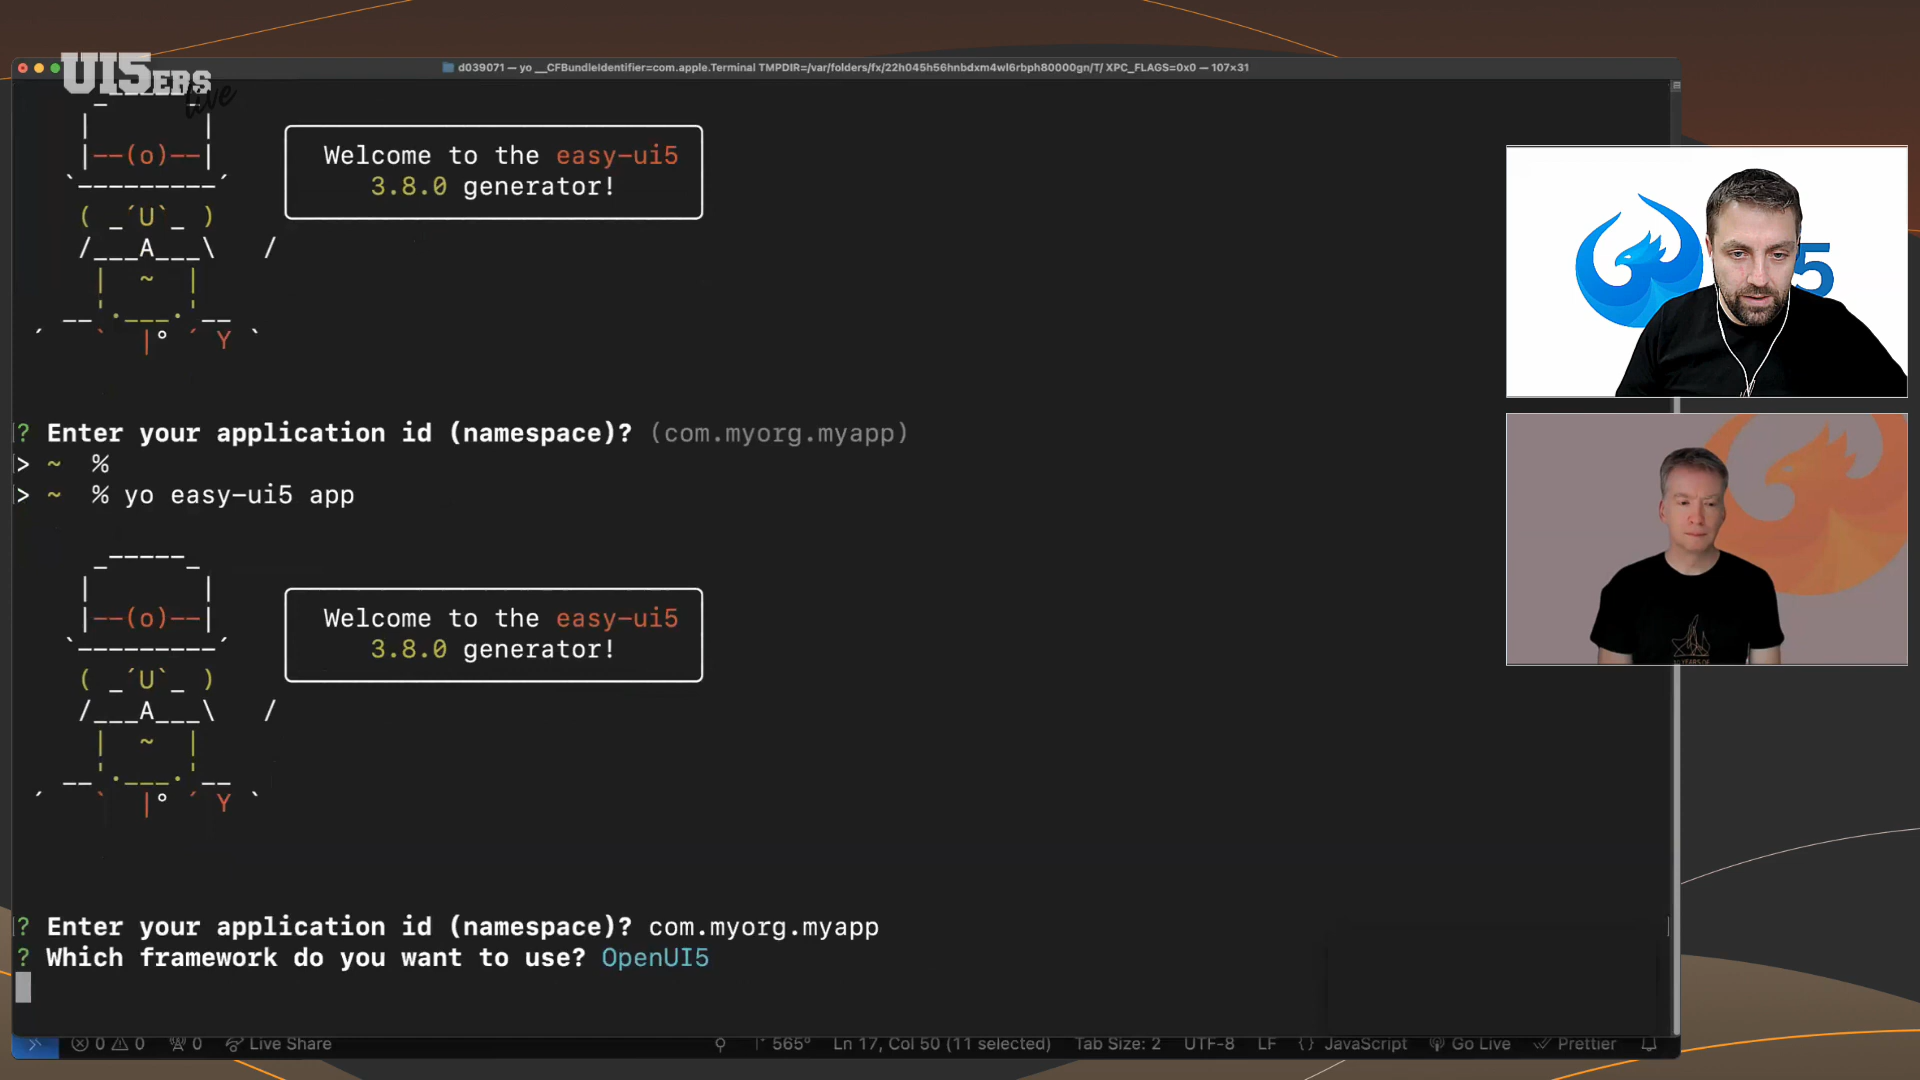 UI5ERS
live
d039071 — yo __CFBundleIdentifier=com.apple.Terminal TMPDIR=/var/folders/fx/22h045h56hnbdxm4wl6rbph80000gn/T/ XPC_FLAGS=0x0 — 107×31
Welcome to the easy-ui5
3.8.0 generator!
? Enter your application id (namespace)? (com.myorg.myapp)
> ~ %
> ~ % yo easy-ui5 app
Welcome to the easy-ui5
3.8.0 generator!
? Enter your application id (namespace)? com.myorg.myapp
? Which framework do you want to use? OpenUI5
0 0 0 Live Share 565° Ln 17, Col 50 (11 selected) Tab Size: 2 UTF-8 LF {} JavaScript Go Live Prettier
5